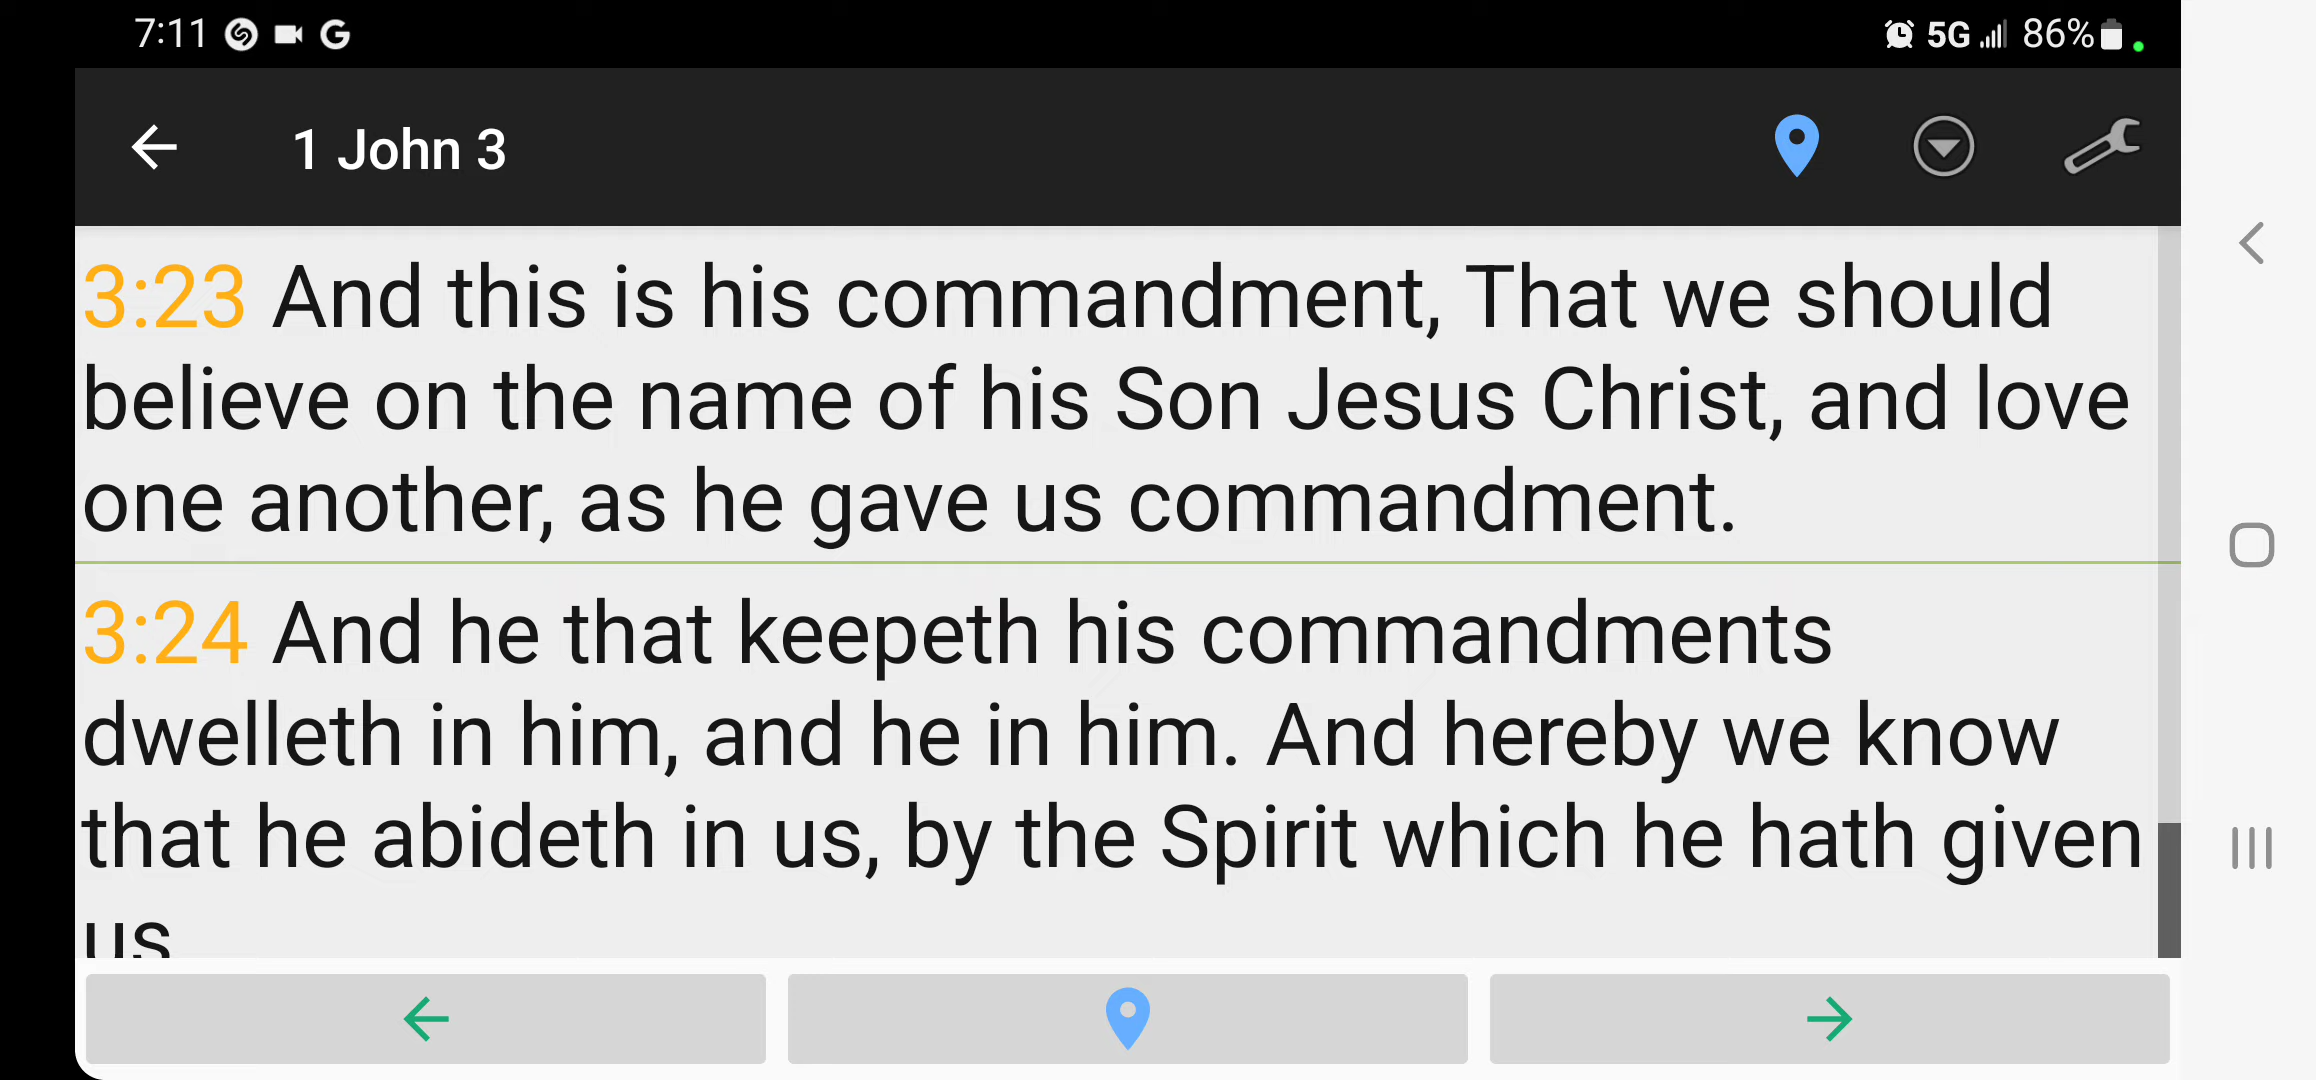 7:11 5G 86%
1 John 3
3:23 And this is his commandment, That we should
believe on the name of his Son Jesus Christ, and love
one another, as he gave us commandment.
3:24 And he that keepeth his commandments
dwelleth in him, and he in him. And hereby we know
that he abideth in us, by the Spirit which he hath given
us